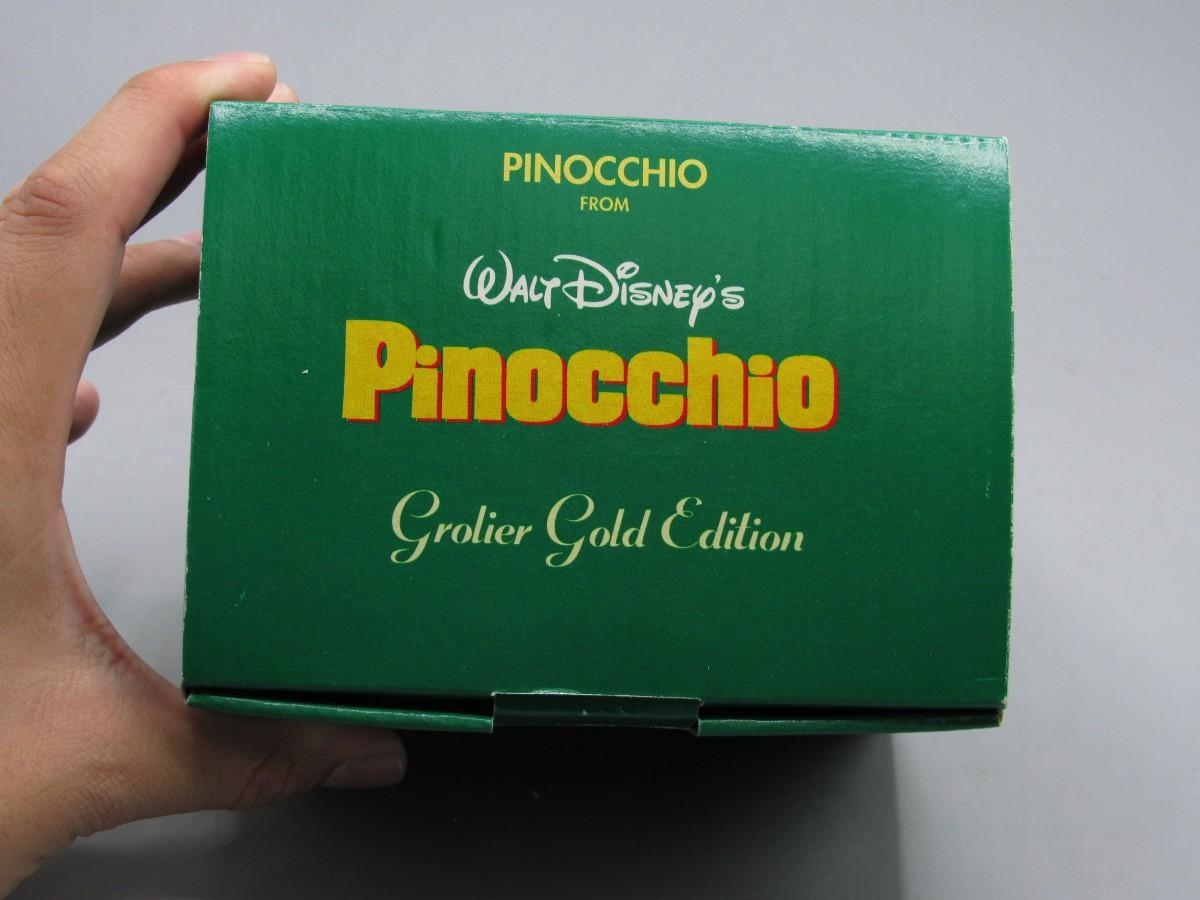 PINOCCHIO
FROM
WALT DISNEY'S
Pinocchio
Grolier Gold Edition